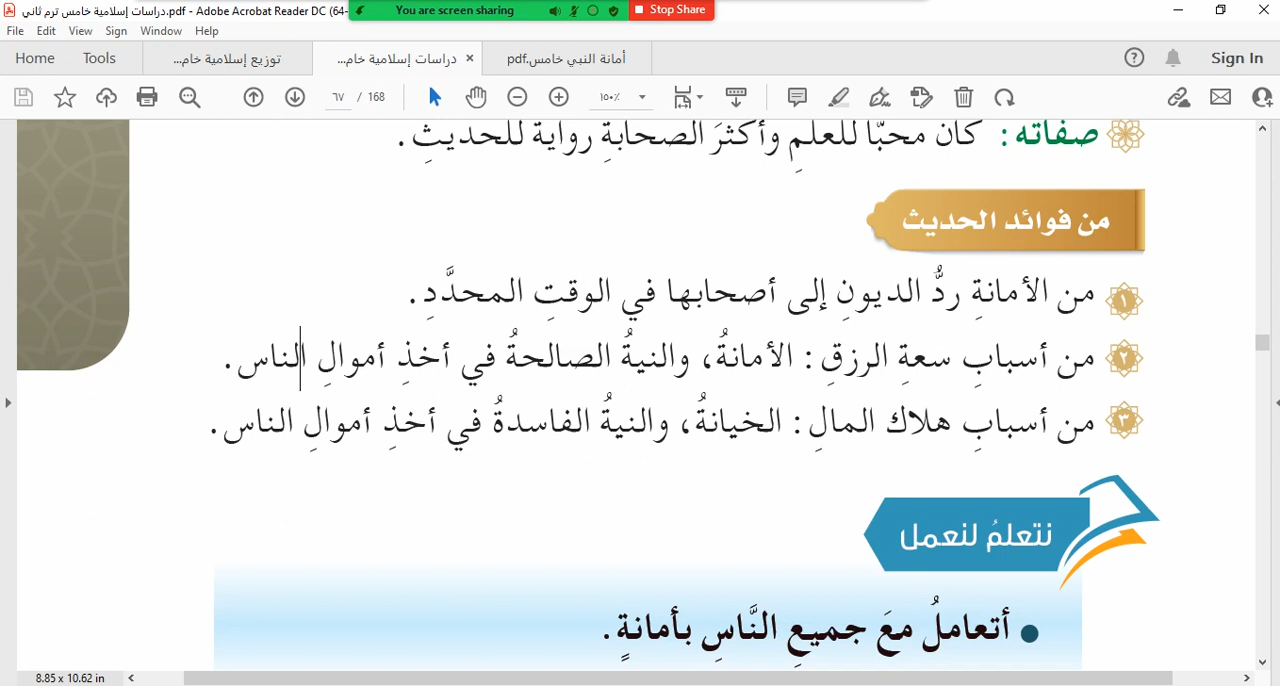 دراسات إسلامية خامس ترم ثاني.pdf - Adobe Acrobat Reader DC (64-
You are screen sharing
Stop Share
File Edit View Sign Window Help
Home Tools
توزيع إسلامية خام...
دراسات إسلامية خام... ×
أمانة النبي خامس.pdf
Sign In
٦٧ / 168
١٥٠٪
صفاته : كان محبًّا للعلمِ وأكثرَ الصحابةِ رواية للحديثِ .
من فوائد الحديث
١ من الأمانةِ ردُّ الديونِ إلى أصحابها في الوقتِ المحدَّدِ .
٢ من أسبابِ سعةِ الرزقِ : الأمانةُ، والنيةُ الصالحةُ في أخذِ أموالِ الناس .
٣ من أسبابِ هلاك المالِ : الخيانةُ، والنيةُ الفاسدةُ في أخذِ أموالِ الناس .
نتعلمُ لنعمل
• أتعاملُ معَ جميعِ النَّاسِ بأمانةٍ .
8.85 x 10.62 in